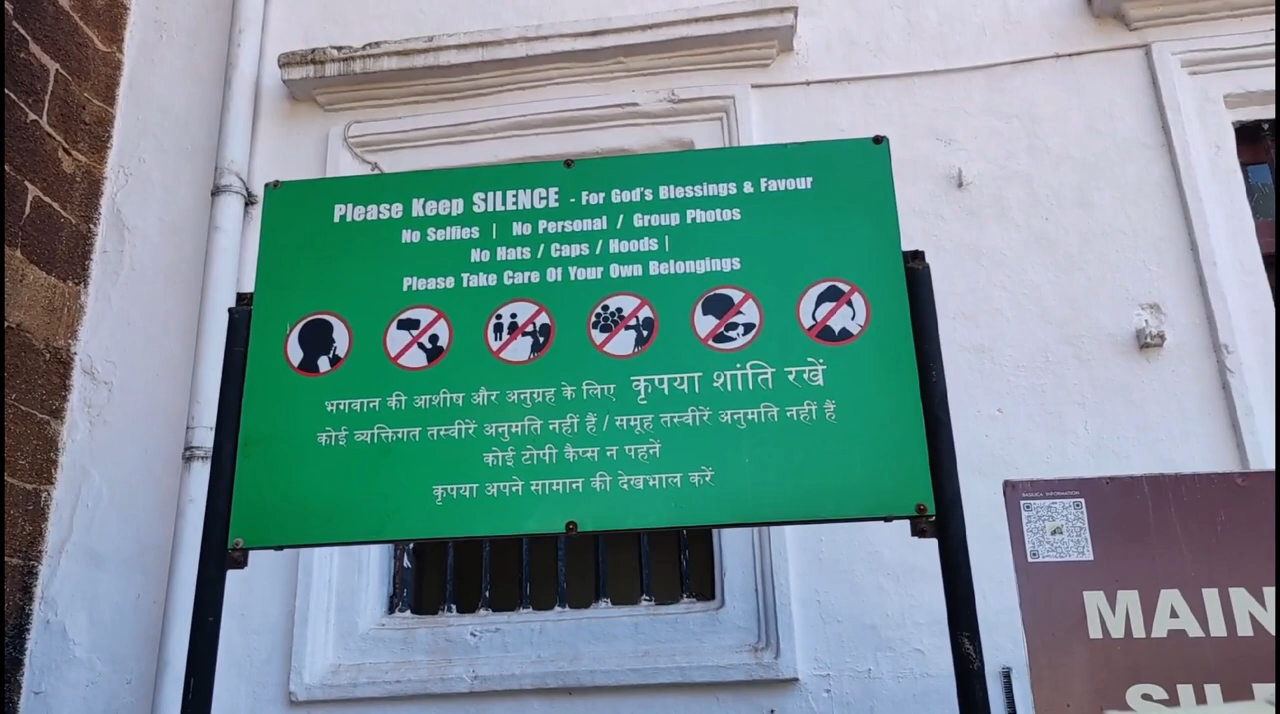 Please Keep SILENCE - For God's Blessings & Favour
No Selfies | No Personal / Group Photos
No Hats / Caps / Hoods |
Please Take Care Of Your Own Belongings
भगवान की आशीष और अनुग्रह के लिए कृपया शांति रखें
कोई व्यक्तिगत तस्वीरें अनुमति नहीं हैं / समूह तस्वीरें अनुमति नहीं हैं
कोई टोपी कैप्स न पहनें
कृपया अपने सामान की देखभाल करें
BASILICA INFORMATION
MAIN
SIL